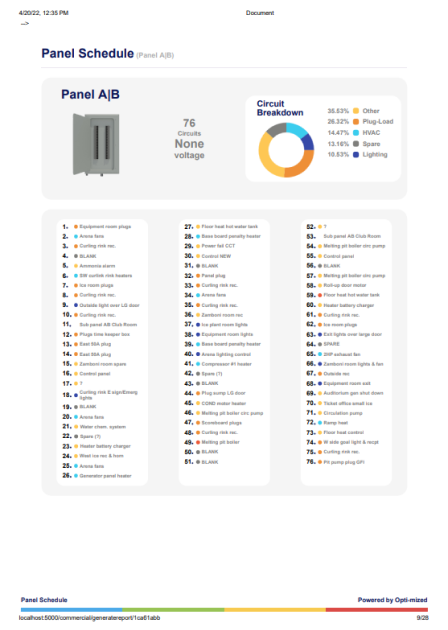 4/20/22, 12:35 PM Document
-->
Panel Schedule (Panel A|B)
Panel A|B
76
Circuits
None
voltage
Circuit
Breakdown
35.53% Other
26.32% Plug-Load
14.47% HVAC
13.16% Spare
10.53% Lighting
1. Equipment room plugs
2. Arena fans
3. Curling rink rec.
4. BLANK
5. Ammonia alarm
6. SW curling rink heaters
7. Ice room plugs
8. Curling rink rec.
9. Outside light over LG door
10. Curling rink rec.
11. Sub panel AB Club Room
12. Plugs time keeper box
13. East 50A plug
14. East 50A plug
15. Zamboni room spare
16. Control panel
17. ?
18. Curling rink E sign/Emerg
lights
19. BLANK
20. Arena fans
21. Water chem. system
22. Spare (?)
23. Heater battery charger
24. West ice rec & horn
25. Arena fans
26. Generator panel heater
27. Floor heat hot water tank
28. Base board penalty heater
29. Power fail CCT
30. Control NEW
31. BLANK
32. Panel plug
33. Curling rink rec.
34. Arena fans
35. Curling rink rec.
36. Zamboni room rec
37. Ice plant room lights
38. Equipment room lights
39. Base board penalty heater
40. Arena lighting control
41. Compressor #1 heater
42. Spare (?)
43. BLANK
44. Plug sump LG door
45. COND motor heater
46. Melting pit boiler circ pump
47. Scoreboard plugs
48. Curling rink rec.
49. Melting pit boiler
50. BLANK
51. BLANK
52. ?
53. Sub panel AB Club Room
54. Melting pit boiler circ pump
55. Control panel
56. BLANK
57. Melting pit boiler circ pump
58. Roll-up door motor
59. Floor heat hot water tank
60. Heater battery charger
61. Curling rink rec.
62. Ice room plugs
63. Exit lights over large door
64. SPARE
65. 3HP exhaust fan
66. Zamboni room lights & fan
67. Outside rec
68. Equipment room exit
69. Auditorium gas shut down
70. Ticket office small ice
71. Circulation pump
72. Ramp heat
73. Floor heat control
74. W side goal light & recpt
75. Curling rink rec.
76. Pit pump plug GFI
Panel Schedule Powered by Opti-mized
localhost:5000/commercial/generatereport/1ca61abb 9/28